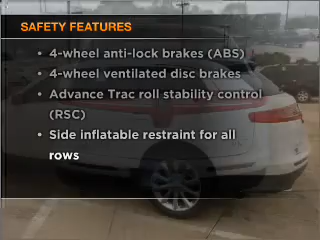 SAFETY FEATURES
• 4-wheel anti-lock brakes (ABS)
• 4-wheel ventilated disc brakes
• Advance Trac roll stability control
(RSC)
• Side inflatable restraint for all
rows